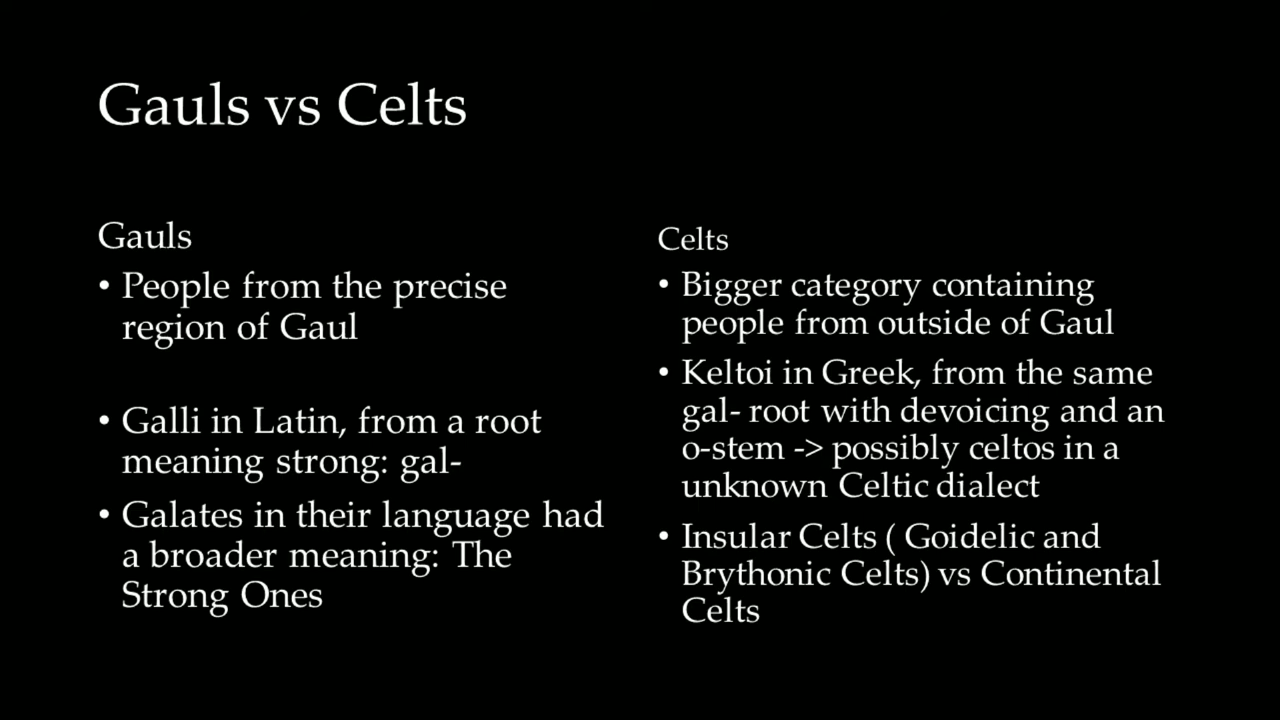 Gauls vs Celts
Gauls
• People from the precise
region of Gaul
• Galli in Latin, from a root
meaning strong: gal-
• Galates in their language had
a broader meaning: The
Strong Ones
Celts
• Bigger category containing
people from outside of Gaul
• Keltoi in Greek, from the same
gal- root with devoicing and an
o-stem -> possibly celtos in a
unknown Celtic dialect
• Insular Celts ( Goidelic and
Brythonic Celts) vs Continental
Celts